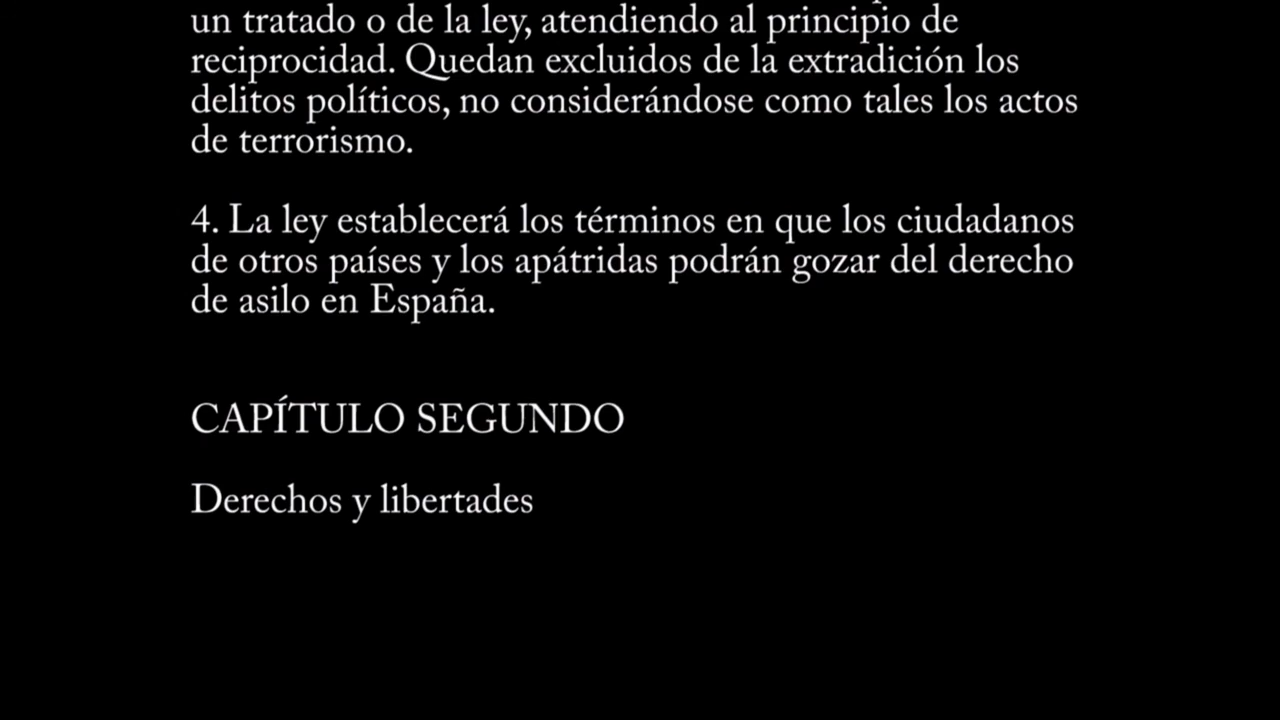 un tratado o de la ley, atendiendo al principio de
reciprocidad. Quedan excluidos de la extradición los
delitos políticos, no considerándose como tales los actos
de terrorismo.
4. La ley establecerá los términos en que los ciudadanos
de otros países y los apátridas podrán gozar del derecho
de asilo en España.
CAPÍTULO SEGUNDO
Derechos y libertades